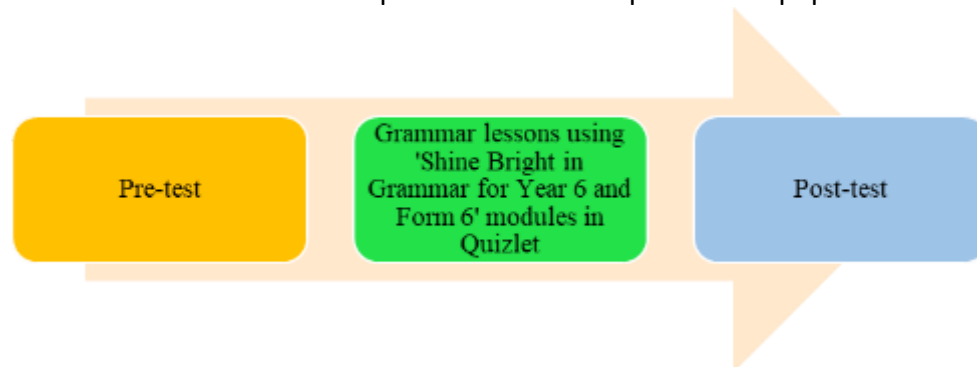 Pre-test
Grammar lessons using
'Shine Bright in
Grammar for Year 6 and
Form 6' modules in
Quizlet
Post-test